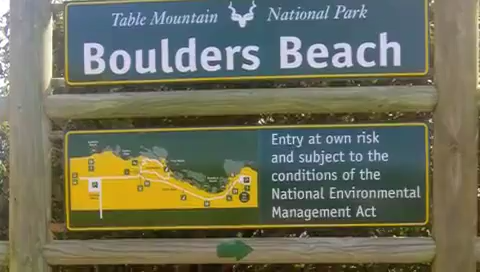 Table Mountain National Park
Boulders Beach
Entry at own risk
and subject to the
conditions of the
National Environmental
Management Act